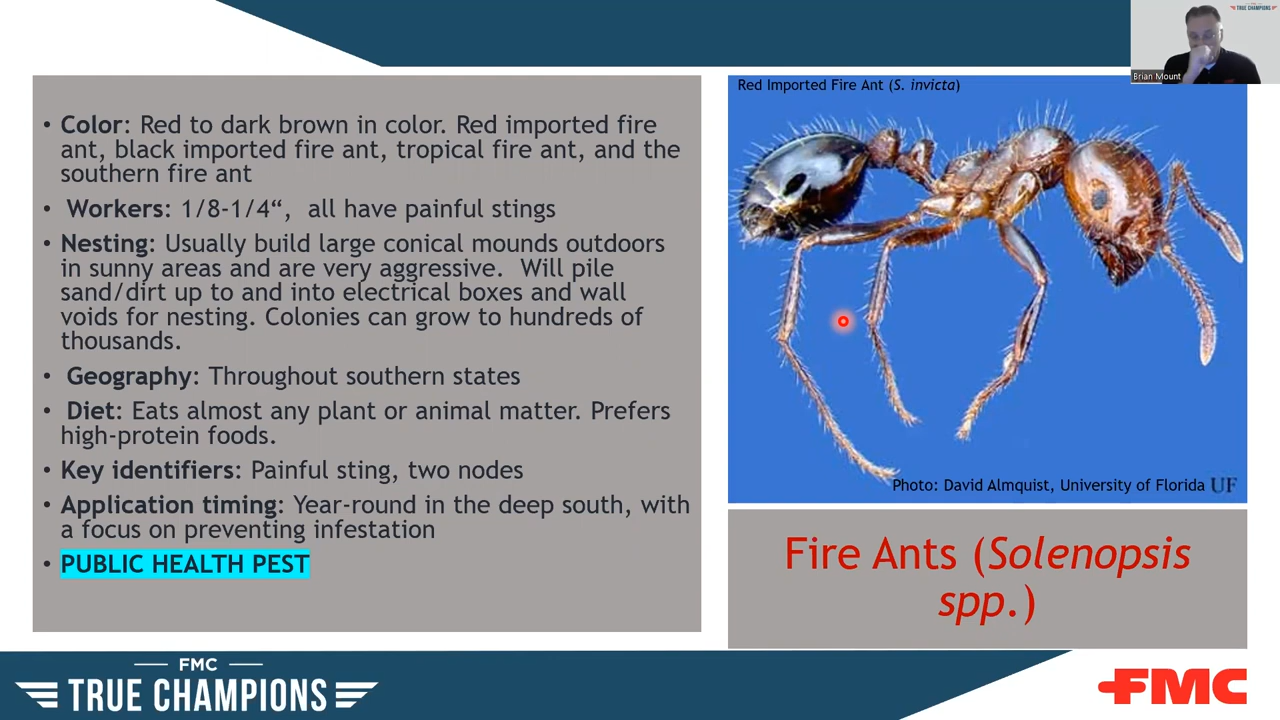 TRUE CHAMPIONS
Brian Mount
• Color: Red to dark brown in color. Red imported fire
ant, black imported fire ant, tropical fire ant, and the
southern fire ant
• Workers: 1/8-1/4“, all have painful stings
• Nesting: Usually build large conical mounds outdoors
in sunny areas and are very aggressive. Will pile
sand/dirt up to and into electrical boxes and wall
voids for nesting. Colonies can grow to hundreds of
thousands.
• Geography: Throughout southern states
• Diet: Eats almost any plant or animal matter. Prefers
high-protein foods.
• Key identifiers: Painful sting, two nodes
• Application timing: Year-round in the deep south, with
a focus on preventing infestation
• PUBLIC HEALTH PEST
Red Imported Fire Ant (S. invicta)
Photo: David Almquist, University of Florida UF
Fire Ants (Solenopsis
spp.)
FMC
TRUE CHAMPIONS
FMC